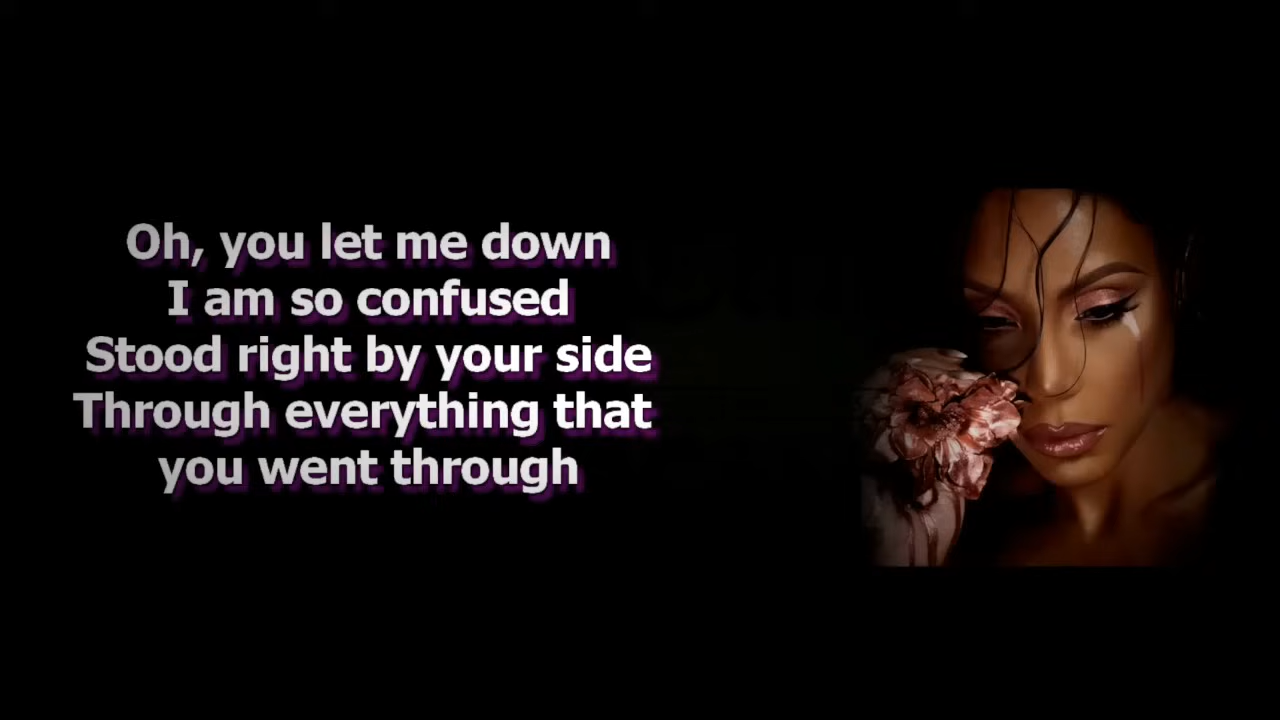 Oh, you let me down
I am so confused
Stood right by your side
Through everything that
you went through